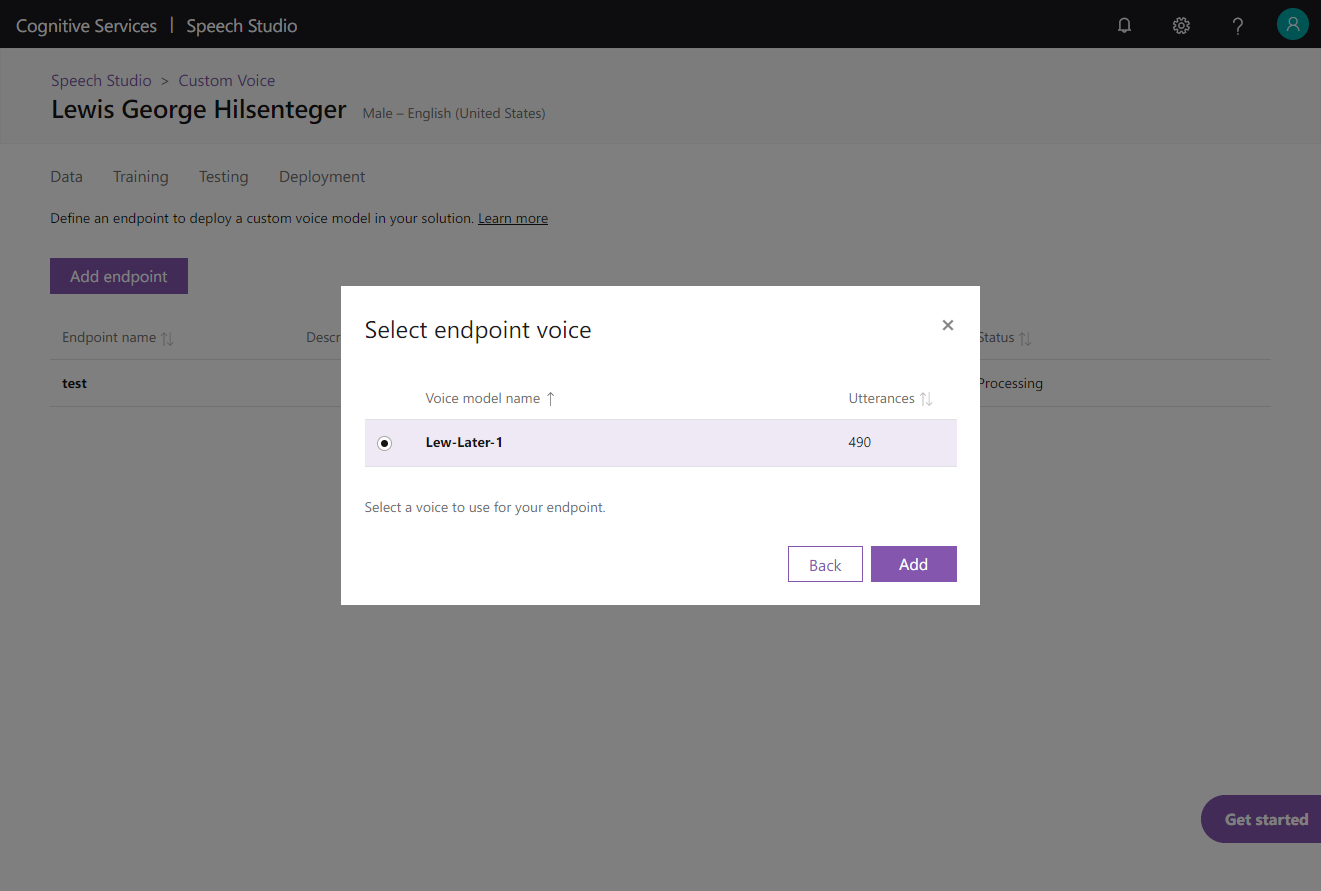 Cognitive Services | Speech Studio
Speech Studio > Custom Voice
Lewis George Hilsenteger Male – English (United States)
Data Training Testing Deployment
Define an endpoint to deploy a custom voice model in your solution. Learn more
Add endpoint
Select endpoint voice
Endpoint name Descr Status
test Processing
Voice model name Utterances
Lew-Later-1 490
Select a voice to use for your endpoint.
Back Add
Get started